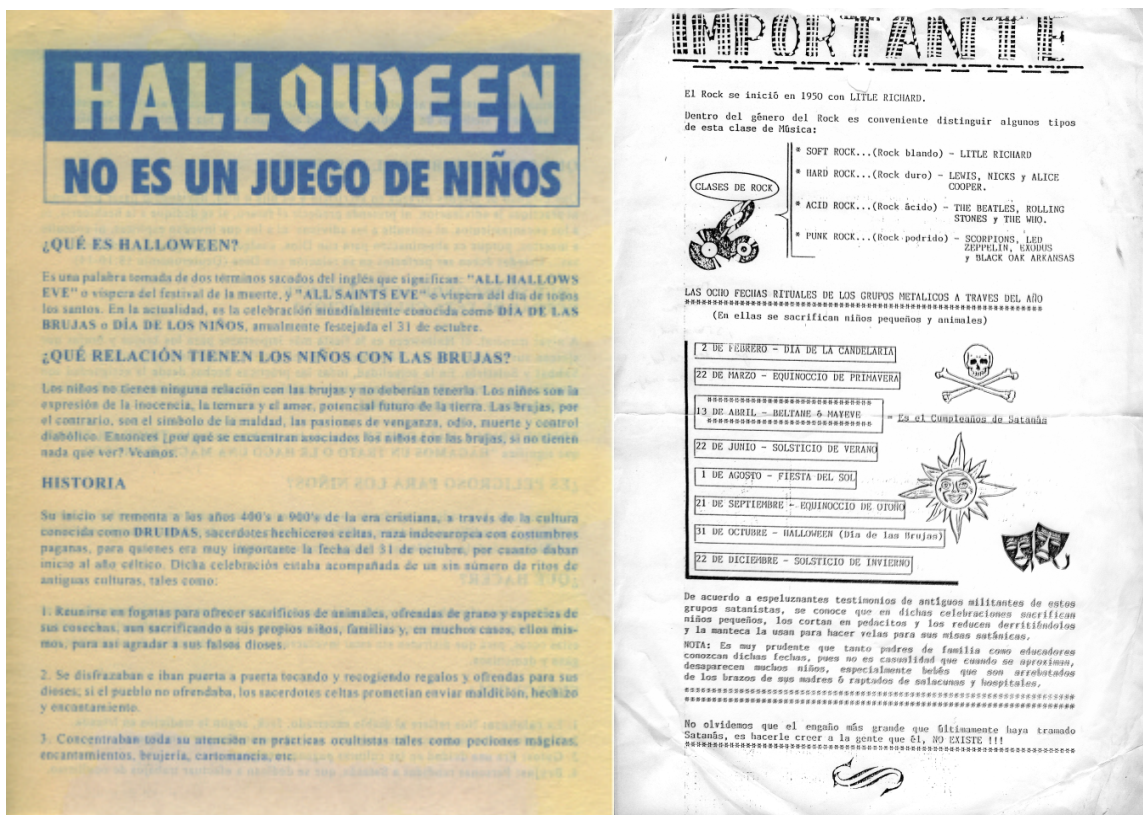 HALLOWEEN
NO ES UN JUEGO DE NIÑOS
¿QUÉ ES HALLOWEEN?
Es una palabra tomada de dos términos sacados del inglés que significan: "ALL HALLOWS
EVE" o víspera del festival de la muerte, y "ALL SAINTS EVE" o víspera del día de todos
los santos. En la actualidad, es la celebración mundialmente conocida como DÍA DE LAS
BRUJAS o DÍA DE LOS NIÑOS, anualmente festejada el 31 de octubre.
¿QUÉ RELACIÓN TIENEN LOS NIÑOS CON LAS BRUJAS?
Los niños no tienen ninguna relación con las brujas y no deberían tenerla. Los niños son la
expresión de la inocencia, la ternura y el amor, potencial futuro de la tierra. Las brujas, por
el contrario, son el símbolo de la maldad, las pasiones de venganza, odio, muerte y control
diabólico. Entonces ¿por qué se encuentran asociados los niños con las brujas, si no tienen
nada que ver? Veamos.
HISTORIA
Su inicio se remonta a los años 400's a 900's de la era cristiana, a través de la cultura
conocida como DRUIDAS, sacerdotes hechiceros celtas, raza indoeuropea con costumbres
paganas, para quienes era muy importante la fecha del 31 de octubre, por cuanto daban
inicio al año céltico. Dicha celebración estaba acompañada de un sin número de ritos de
antiguas culturas, tales como:
1. Reunirse en fogatas para ofrecer sacrificios de animales, ofrendas de grano y especies de
sus cosechas, aun sacrificando a sus propios niños, familias y, en muchos casos, ellos mis-
mos, para así agradar a sus falsos dioses.
2. Se disfrazaban e iban puerta a puerta tocando y recogiendo regalos y ofrendas para sus
dioses; si el pueblo no ofrendaba, los sacerdotes celtas prometían enviar maldición, hechizo
y encantamiento.
3. Concentraban toda su atención en prácticas ocultistas tales como pociones mágicas,
encantamientos, brujería, cartomancia, etc.
IMPORTANTE
El Rock se inició en 1950 con LITLE RICHARD.
Dentro del género del Rock es conveniente distinguir algunos tipos
de esta clase de Música:
CLASES DE ROCK
* SOFT ROCK...(Rock blando) - LITLE RICHARD
* HARD ROCK...(Rock duro) - LEWIS, NICKS y ALICE
COOPER.
* ACID ROCK...(Rock ácido) - THE BEATLES, ROLLING
STONES y THE WHO.
* PUNK ROCK...(Rock podrido) - SCORPIONS, LED
ZEPPELIN, EXODUS
y BLACK OAK ARKANSAS
LAS OCHO FECHAS RITUALES DE LOS GRUPOS METALICOS A TRAVES DEL AÑO
(En ellas se sacrifican niños pequeños y animales)
2 DE FEBRERO - DIA DE LA CANDELARIA
22 DE MARZO - EQUINOCCIO DE PRIMAVERA
13 DE ABRIL - BELTANE ó MAYEVE = Es el Cumpleaños de Satanás
22 DE JUNIO - SOLSTICIO DE VERANO
1 DE AGOSTO - FIESTA DEL SOL
21 DE SEPTIEMBRE - EQUINOCCIO DE OTOÑO
31 DE OCTUBRE - HALLOWEEN (Dia de las Brujas)
22 DE DICIEMBRE - SOLSTICIO DE INVIERNO
De acuerdo a espeluznantes testimonios de antiguos militantes de estos
grupos satanistas, se conoce que en dichas celebraciones sacrifican
niños pequeños, los cortan en pedacitos y los reducen derritiéndolos
y la manteca la usan para hacer velas para sus misas satánicas.
NOTA: Es muy prudente que tanto padres de familia como educadores
conozcan dichas fechas, pues no es casualidad que cuando se aproximan,
desaparecen muchos niños, especialmente bebés que son arrebatados
de los brazos de sus madres ó raptados de salacunas y hospitales.
No olvidemos que el engaño más grande que últimamente haya tramado
Satanás, es hacerle creer a la gente que él, NO EXISTE !!!